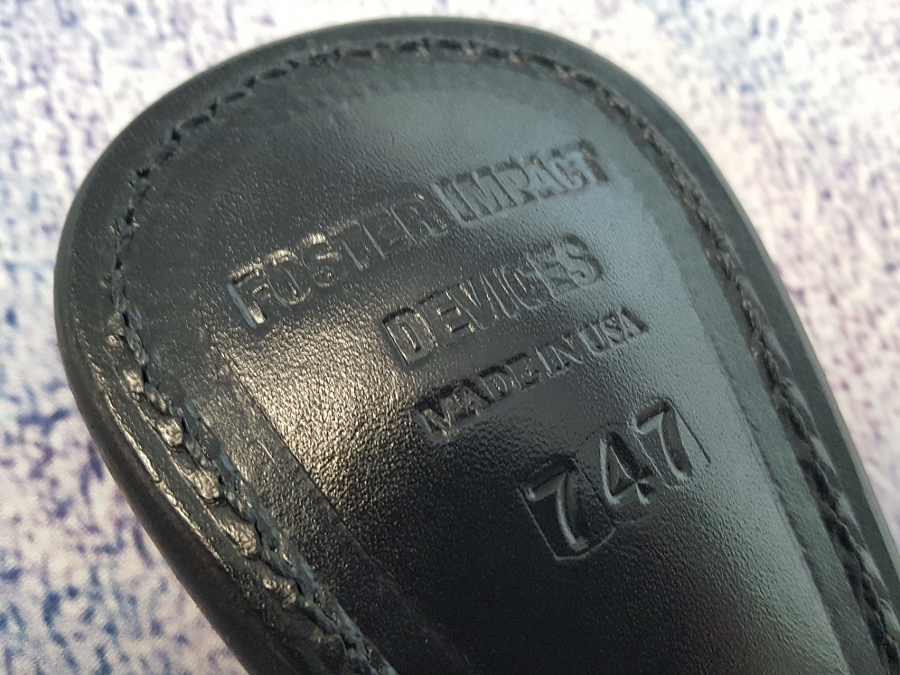 FOSTER IMPACT
DEVICES
MADE IN USA
747